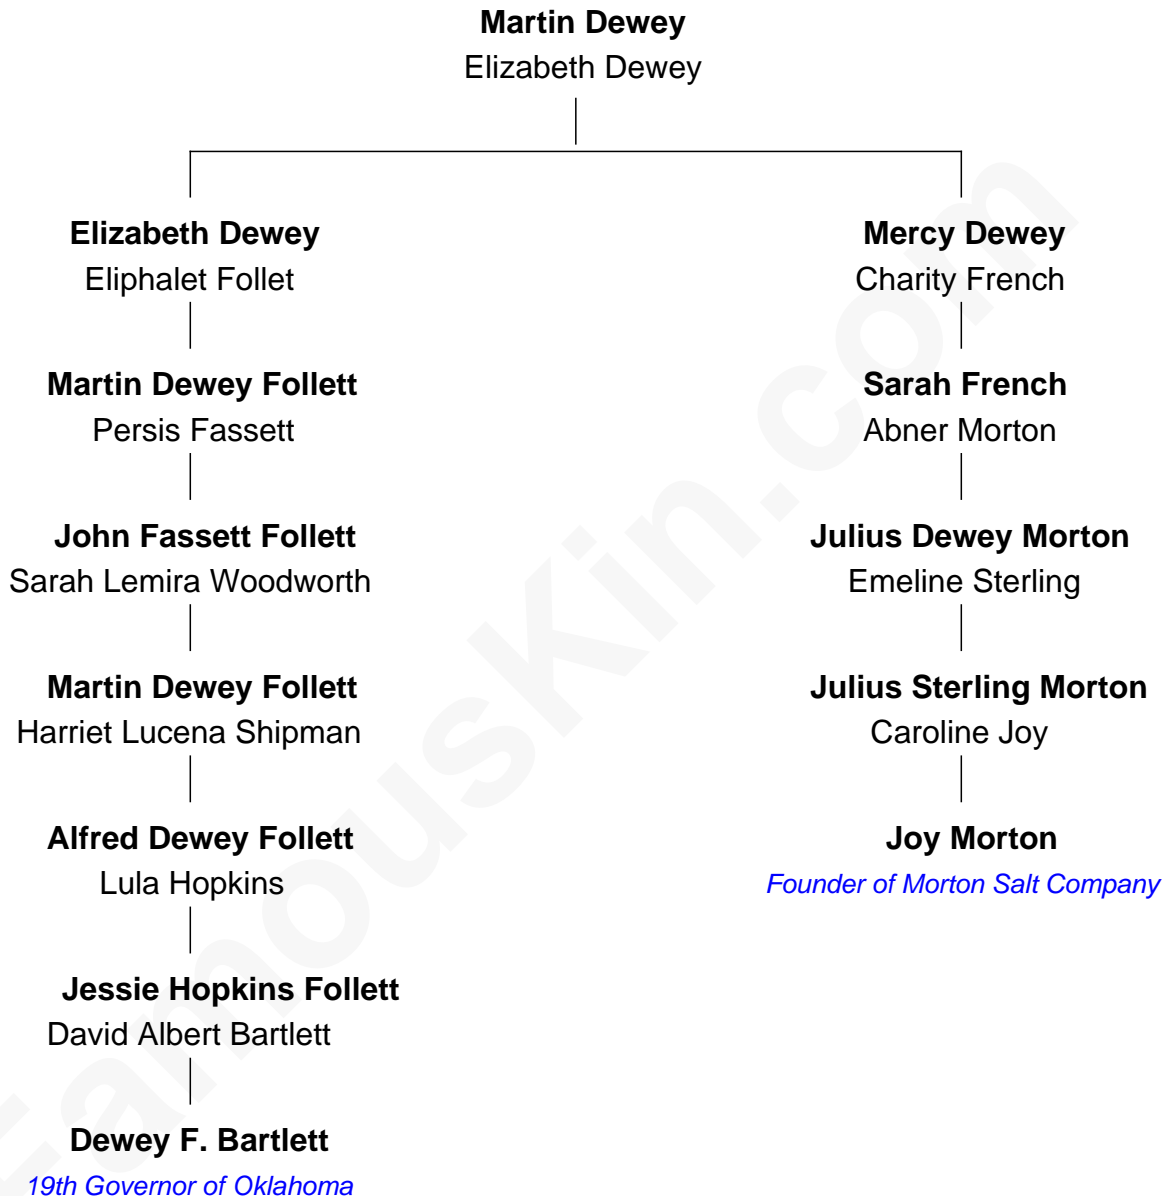 Martin Dewey
Elizabeth Dewey
Elizabeth Dewey
Eliphalet Follet
Mercy Dewey
Charity French
Martin Dewey Follett
Persis Fassett
Sarah French
Abner Morton
John Fassett Follett
Sarah Lemira Woodworth
Julius Dewey Morton
Emeline Sterling
Martin Dewey Follett
Harriet Lucena Shipman
Julius Sterling Morton
Caroline Joy
Alfred Dewey Follett
Lula Hopkins
Joy Morton
Founder of Morton Salt Company
Jessie Hopkins Follett
David Albert Bartlett
Dewey F. Bartlett
19th Governor of Oklahoma
FamousKin.com